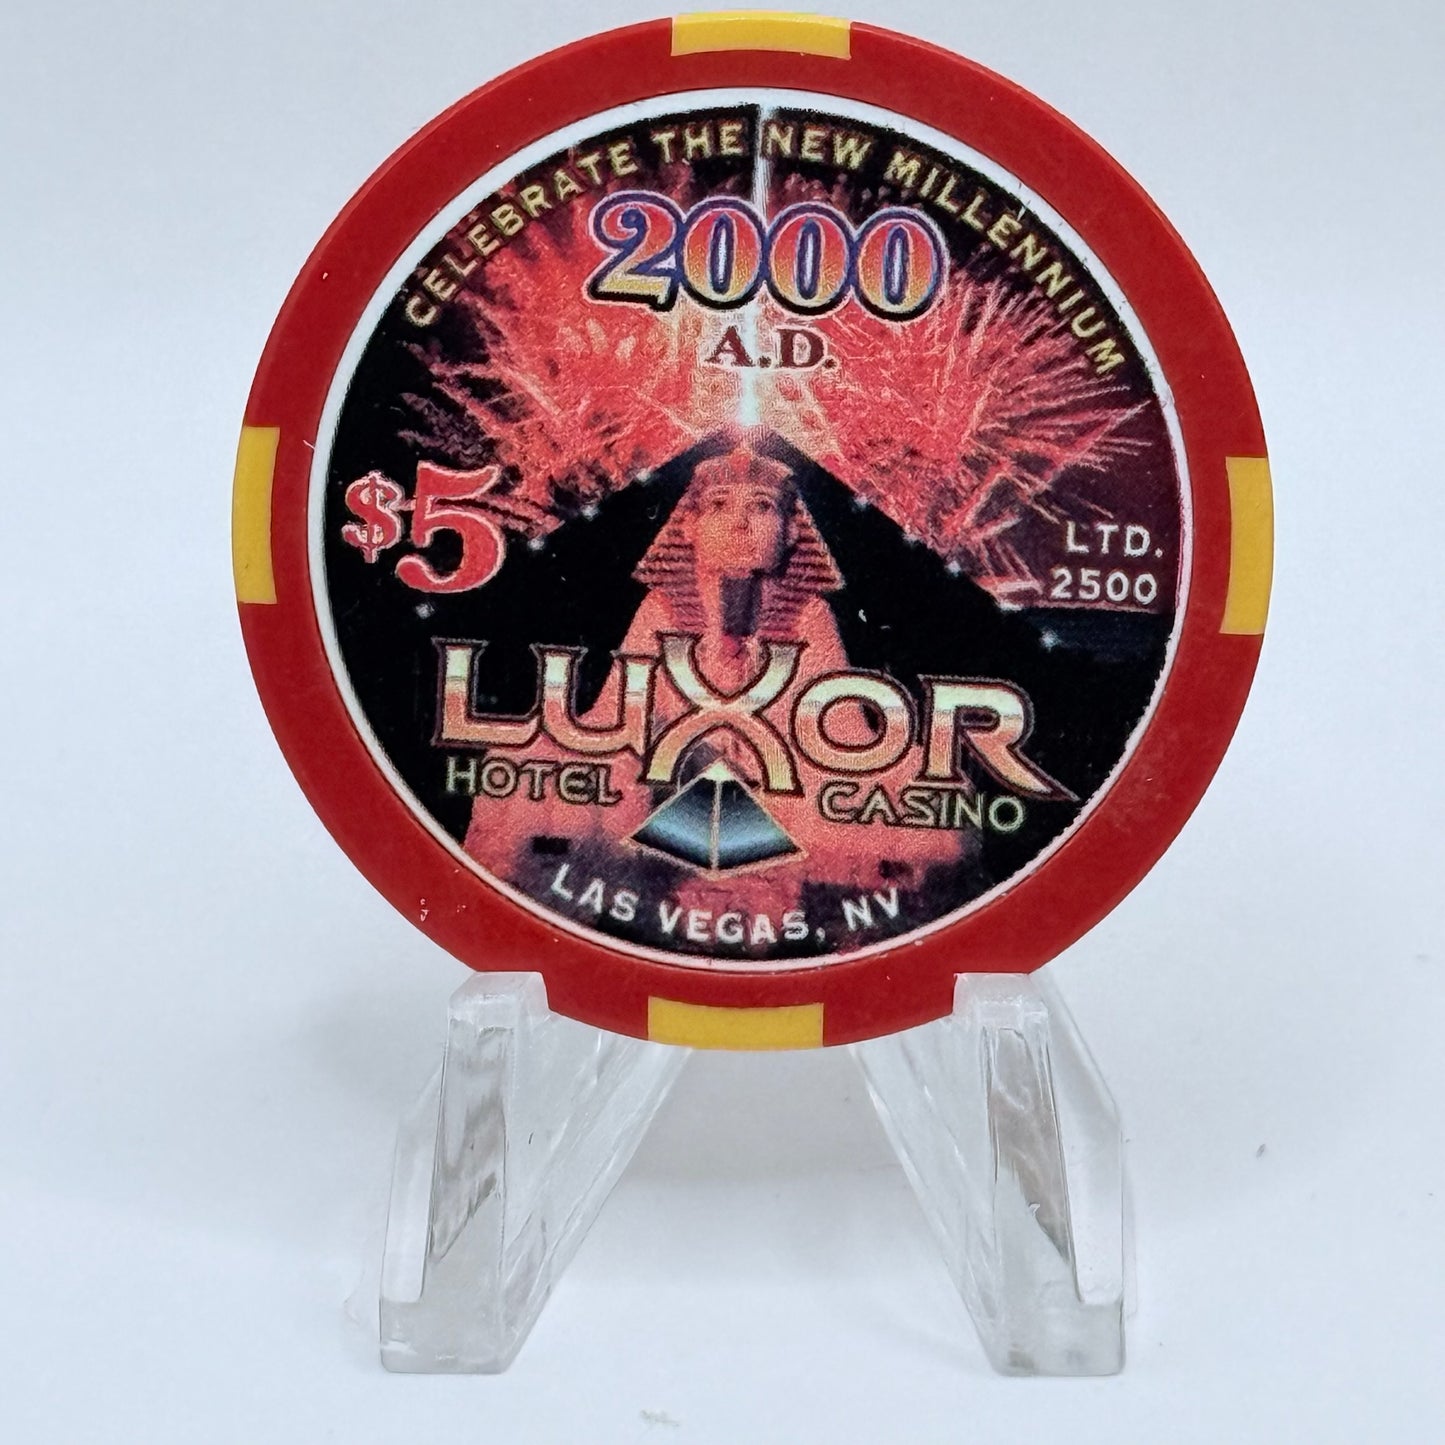 CELEBRATE THE NEW MILLENNIUM
2000
A.D.
$5
LTD.
2500
LUXOR
HOTEL CASINO
LAS VEGAS, NV